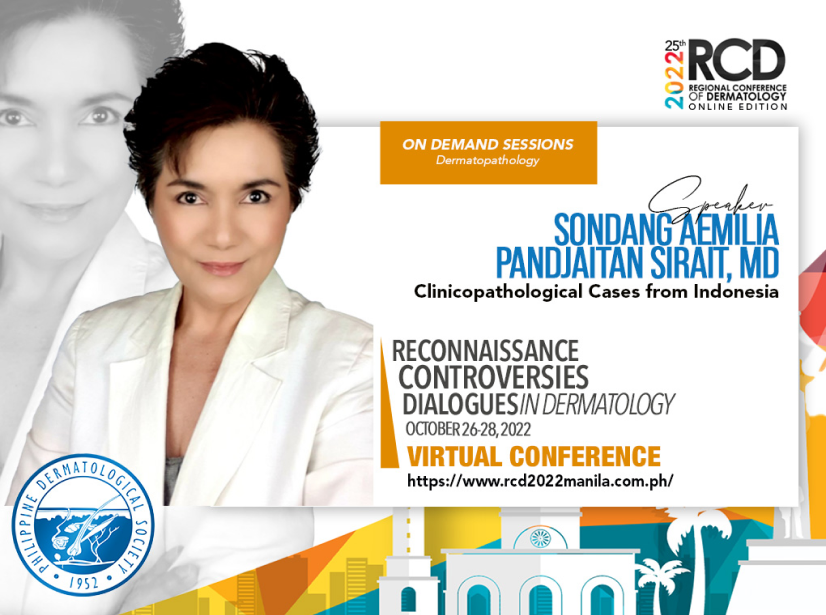 25th
2022
RCD
REGIONAL CONFERENCE
OF DERMATOLOGY
ONLINE EDITION
ON DEMAND SESSIONS
Dermatopathology
Speaker
SONDANG AEMILIA
PANDJAITAN SIRAIT, MD
Clinicopathological Cases from Indonesia
RECONNAISSANCE
CONTROVERSIES
DIALOGUES IN DERMATOLOGY
OCTOBER 26-28, 2022
VIRTUAL CONFERENCE
https://www.rcd2022manila.com.ph/
PHILIPPINE DERMATOLOGICAL SOCIETY
• 1952 •